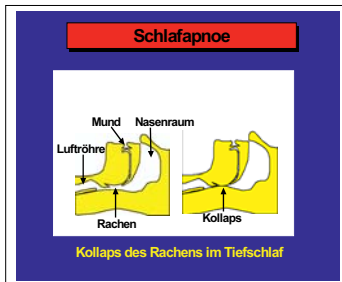 Schlafapnoe
Mund Nasenraum
Luftröhre
Rachen
Kollaps
Kollaps des Rachens im Tiefschlaf